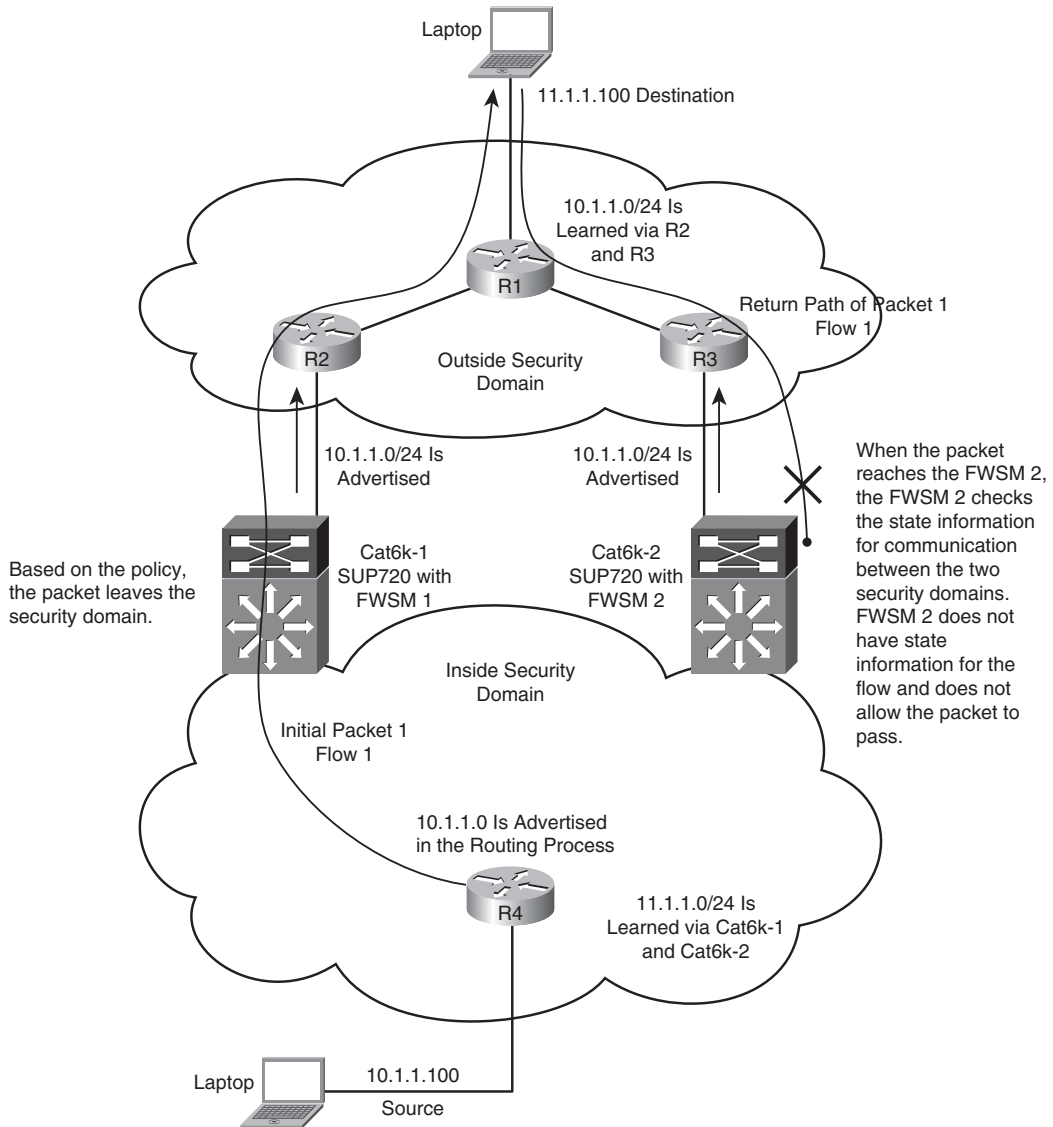 Laptop
11.1.1.100 Destination
10.1.1.0/24 Is
Learned via R2
and R3
R1
Return Path of Packet 1
Flow 1
R2
R3
Outside Security
Domain
10.1.1.0/24 Is
Advertised
10.1.1.0/24 Is
Advertised
When the packet
reaches the FWSM 2,
the FWSM 2 checks
the state information
for communication
between the two
security domains.
FWSM 2 does not
have state
information for the
flow and does not
allow the packet to
pass.
Based on the policy,
the packet leaves the
security domain.
Cat6k-1
SUP720 with
FWSM 1
Cat6k-2
SUP720 with
FWSM 2
Inside Security
Domain
Initial Packet 1
Flow 1
10.1.1.0 Is Advertised
in the Routing Process
R4
11.1.1.0/24 Is
Learned via Cat6k-1
and Cat6k-2
Laptop
10.1.1.100
Source